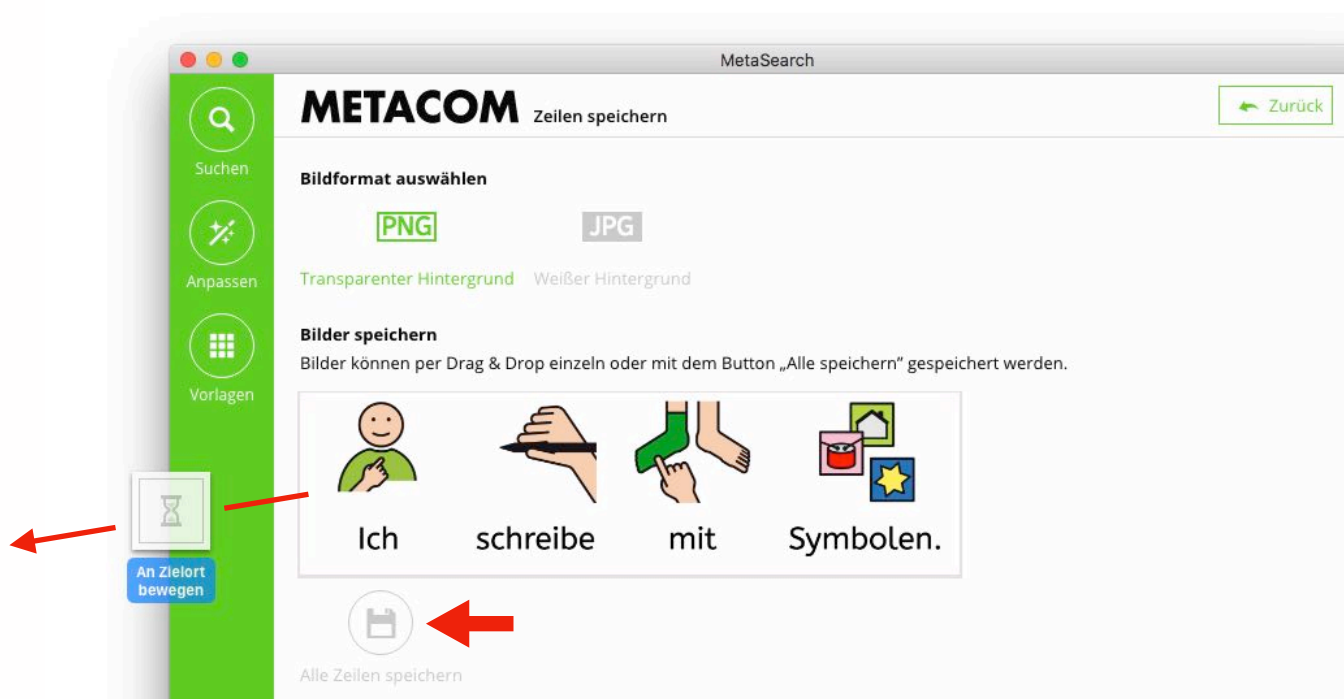 MetaSearch
METACOM Zeilen speichern
Zurück
Suchen
Anpassen
Vorlagen
Bildformat auswählen
PNG
JPG
Transparenter Hintergrund
Weißer Hintergrund
Bilder speichern
Bilder können per Drag & Drop einzeln oder mit dem Button „Alle speichern” gespeichert werden.
Ich schreibe mit Symbolen.
An Zielort
bewegen
Alle Zeilen speichern